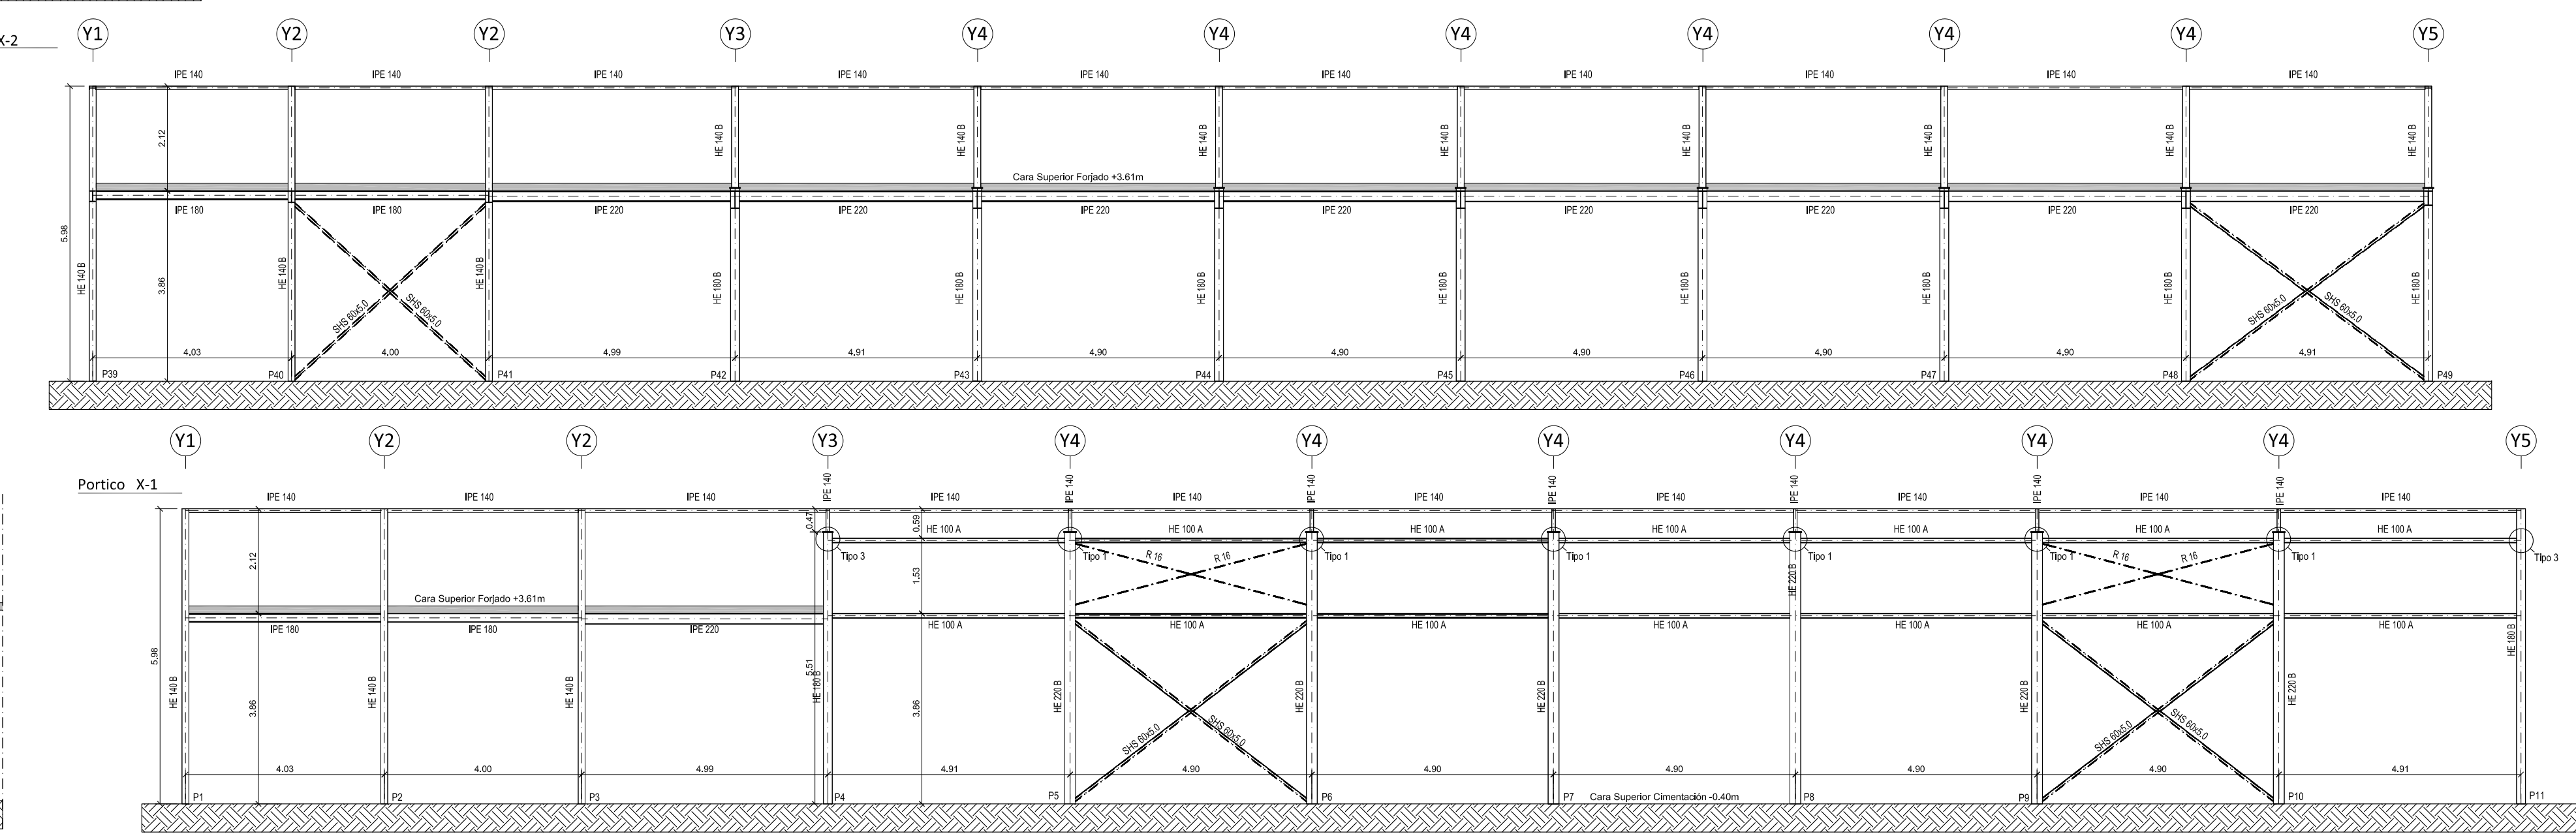 X-2
Y1 Y2 Y2 Y3 Y4 Y4 Y4 Y4 Y4 Y4 Y5
IPE 140 IPE 140 IPE 140 IPE 140 IPE 140 IPE 140 IPE 140 IPE 140 IPE 140 IPE 140
2.12
HE 140 B HE 140 B HE 140 B HE 140 B HE 140 B HE 140 B HE 140 B HE 140 B
Cara Superior Forjado +3.61m
IPE 180 IPE 180 IPE 220 IPE 220 IPE 220 IPE 220 IPE 220 IPE 220 IPE 220 IPE 220
5.98
3.86
HE 140 B HE 140 B HE 140 B HE 180 B HE 180 B HE 180 B HE 180 B HE 180 B HE 180 B HE 180 B HE 180 B
SHS 60x5.0 SHS 60x5.0 SHS 60x5.0 SHS 60x5.0
4.03 4.00 4.99 4.91 4.90 4.90 4.90 4.90 4.90 4.91
P39 P40 P41 P42 P43 P44 P45 P46 P47 P48 P49
Y1 Y2 Y2 Y3 Y4 Y4 Y4 Y4 Y4 Y4 Y5
Portico X-1
IPE 140 IPE 140 IPE 140 IPE 140 IPE 140 IPE 140 IPE 140 IPE 140 IPE 140 IPE 140
IPE 140 IPE 140 IPE 140 IPE 140 IPE 140 IPE 140 IPE 140
0.47 0.59
HE 100 A HE 100 A HE 100 A HE 100 A HE 100 A HE 100 A HE 100 A
Tipo 3 Tipo 1 Tipo 1 Tipo 1 Tipo 1 Tipo 1 Tipo 1 Tipo 3
R 16 R 16 R 16 R 16
2.12 1.53
HE 220 B
Cara Superior Forjado +3.61m
IPE 180 IPE 180 IPE 220 HE 100 A HE 100 A HE 100 A HE 100 A HE 100 A HE 100 A HE 100 A
HE 180 B
5.98
5.51
3.86 3.86
HE 140 B HE 140 B HE 140 B HE 180 B HE 220 B HE 220 B HE 220 B HE 220 B HE 220 B
SHS 60x5.0 SHS 60x5.0 SHS 60x5.0 SHS 60x5.0
4.03 4.00 4.99 4.91 4.90 4.90 4.90 4.90 4.90 4.91
P1 P2 P3 P4 P5 P6 P7 Cara Superior Cimentación -0.40m P8 P9 P10 P11